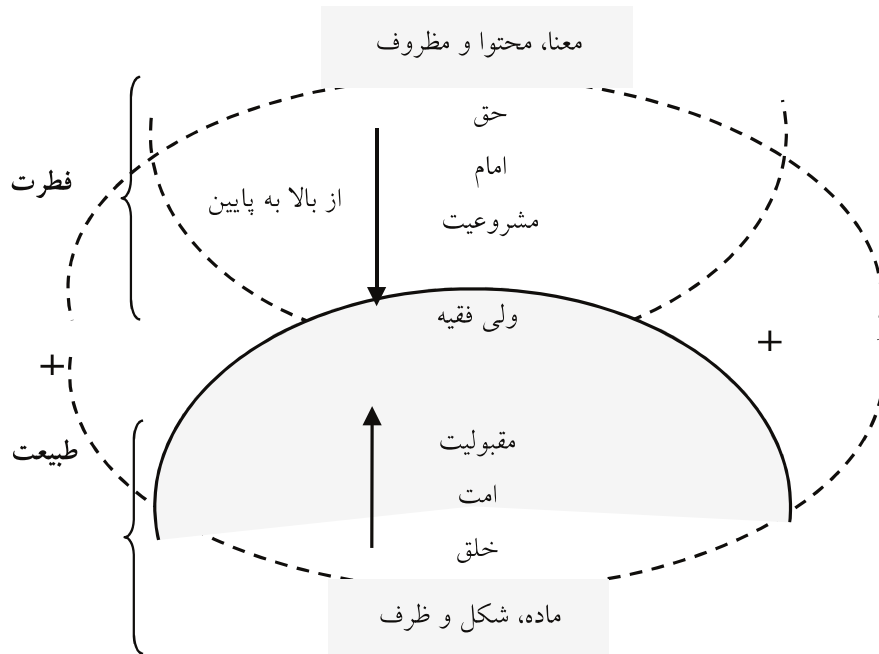 معنا، محتوا و مظروف
حق
امام
فطرت
از بالا به پایین
مشروعیت
ولی فقیه
+
+
مقبولیت
طبیعت
امت
خلق
ماده، شکل و ظرف